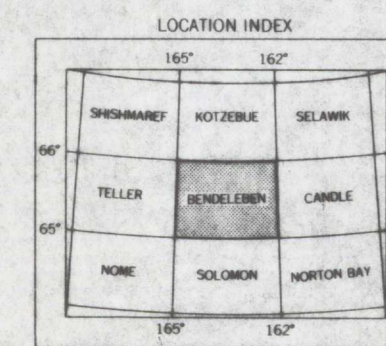 LOCATION INDEX
165° 162°
SHISHMAREF KOTZEBUE SELAWIK
66°
TELLER BENDELEBEN CANDLE
65°
NOME SOLOMON NORTON BAY
165° 162°